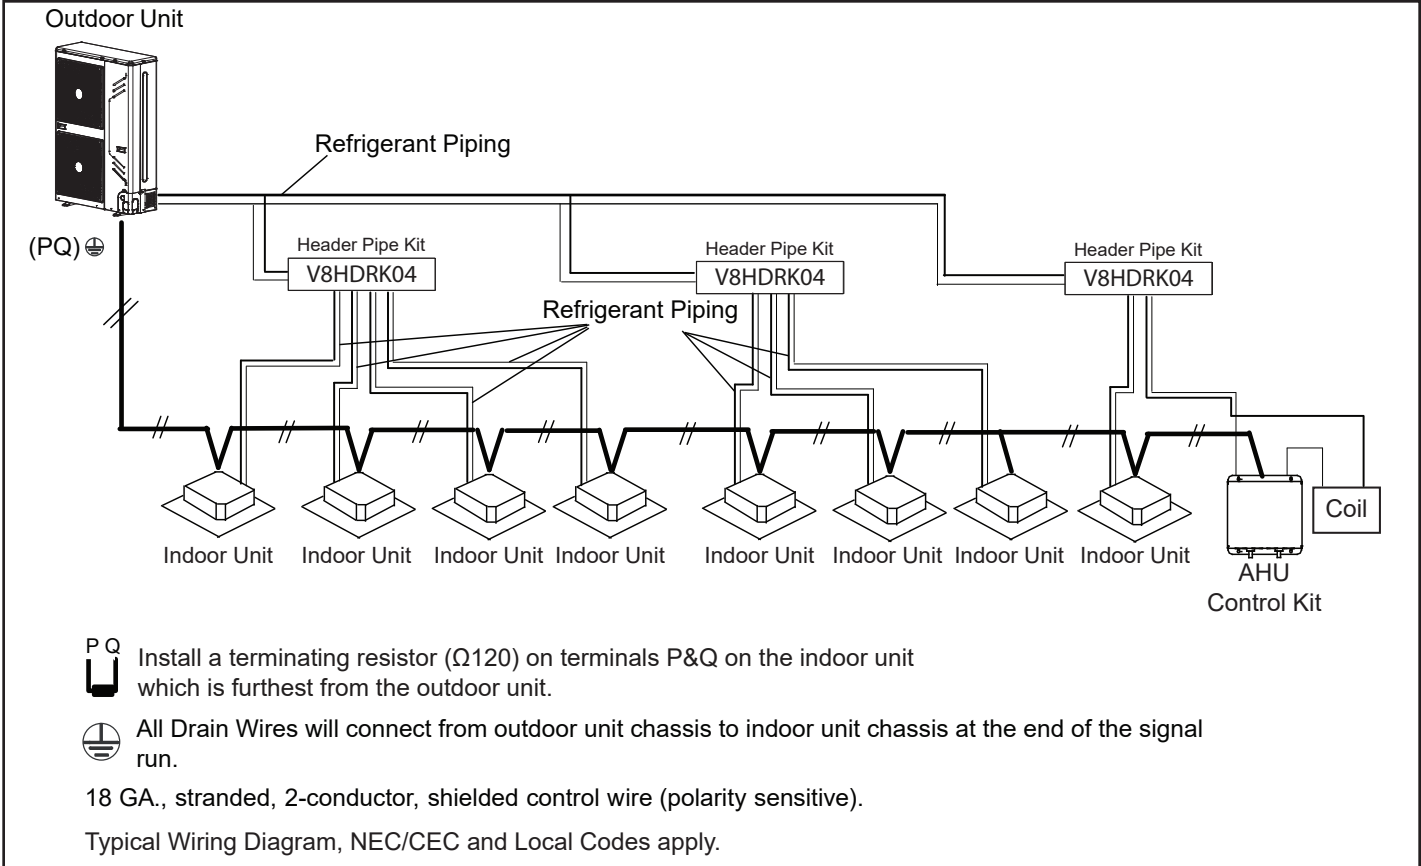 Outdoor Unit
Refrigerant Piping
(PQ)
Header Pipe Kit
V8HDRK04
Header Pipe Kit
V8HDRK04
Header Pipe Kit
V8HDRK04
Refrigerant Piping
Indoor Unit
Indoor Unit
Indoor Unit
Indoor Unit
Indoor Unit
Indoor Unit
Indoor Unit
Indoor Unit
Coil
AHU
Control Kit
P Q
Install a terminating resistor (Ω120) on terminals P&Q on the indoor unit
which is furthest from the outdoor unit.
All Drain Wires will connect from outdoor unit chassis to indoor unit chassis at the end of the signal
run.
18 GA., stranded, 2-conductor, shielded control wire (polarity sensitive).
Typical Wiring Diagram, NEC/CEC and Local Codes apply.